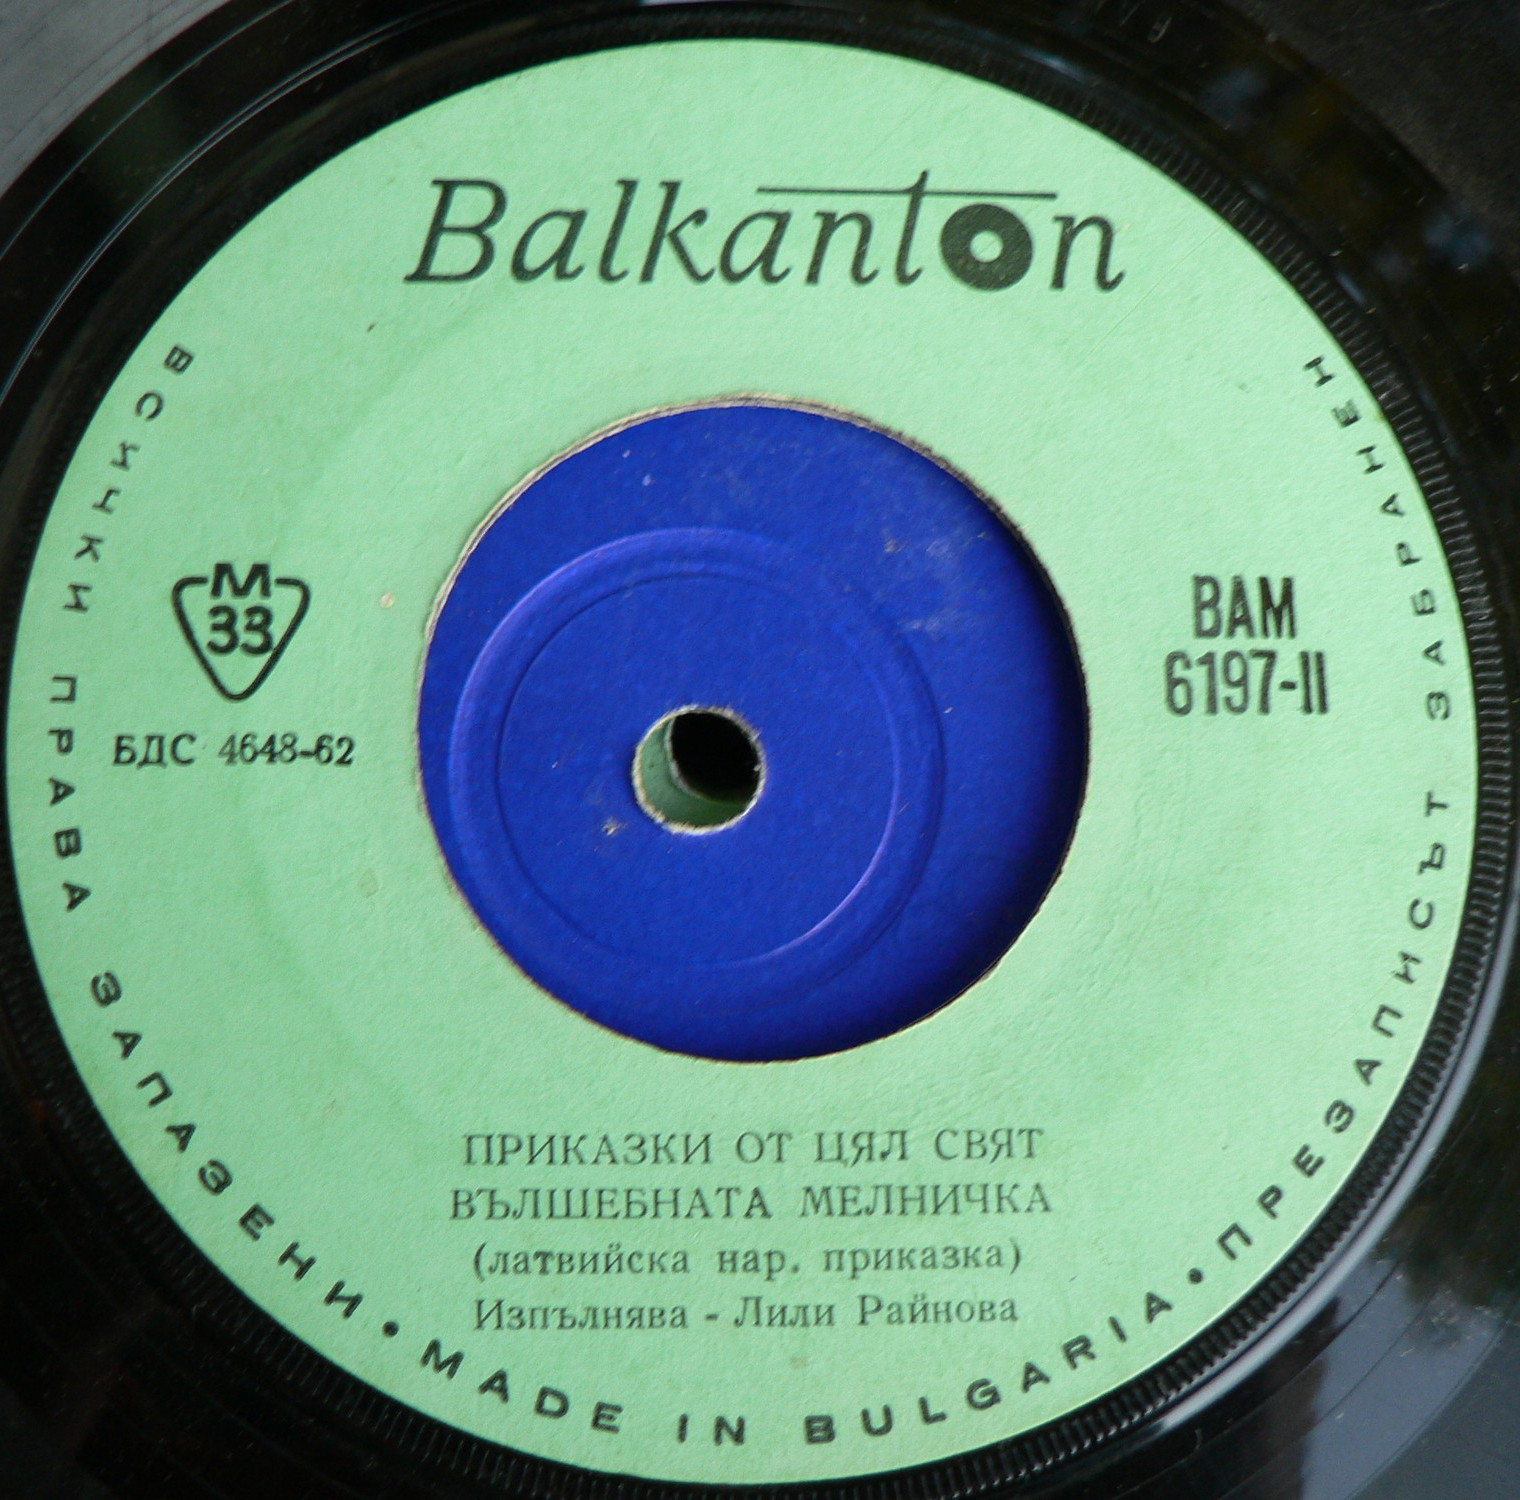 Balkanton
ВСИЧКИ ПРАВА ЗАПАЗЕНИ • MADE IN BULGARIA • ПРЕЗАПИСЪТ ЗАБРАНЕН
М
33
БДС 4648-62
ВАМ
6197-II
ПРИКАЗКИ ОТ ЦЯЛ СВЯТ
ВЪЛШЕБНАТА МЕЛНИЧКА
(латвийска нар. приказка)
Изпълнява - Лили Райнова